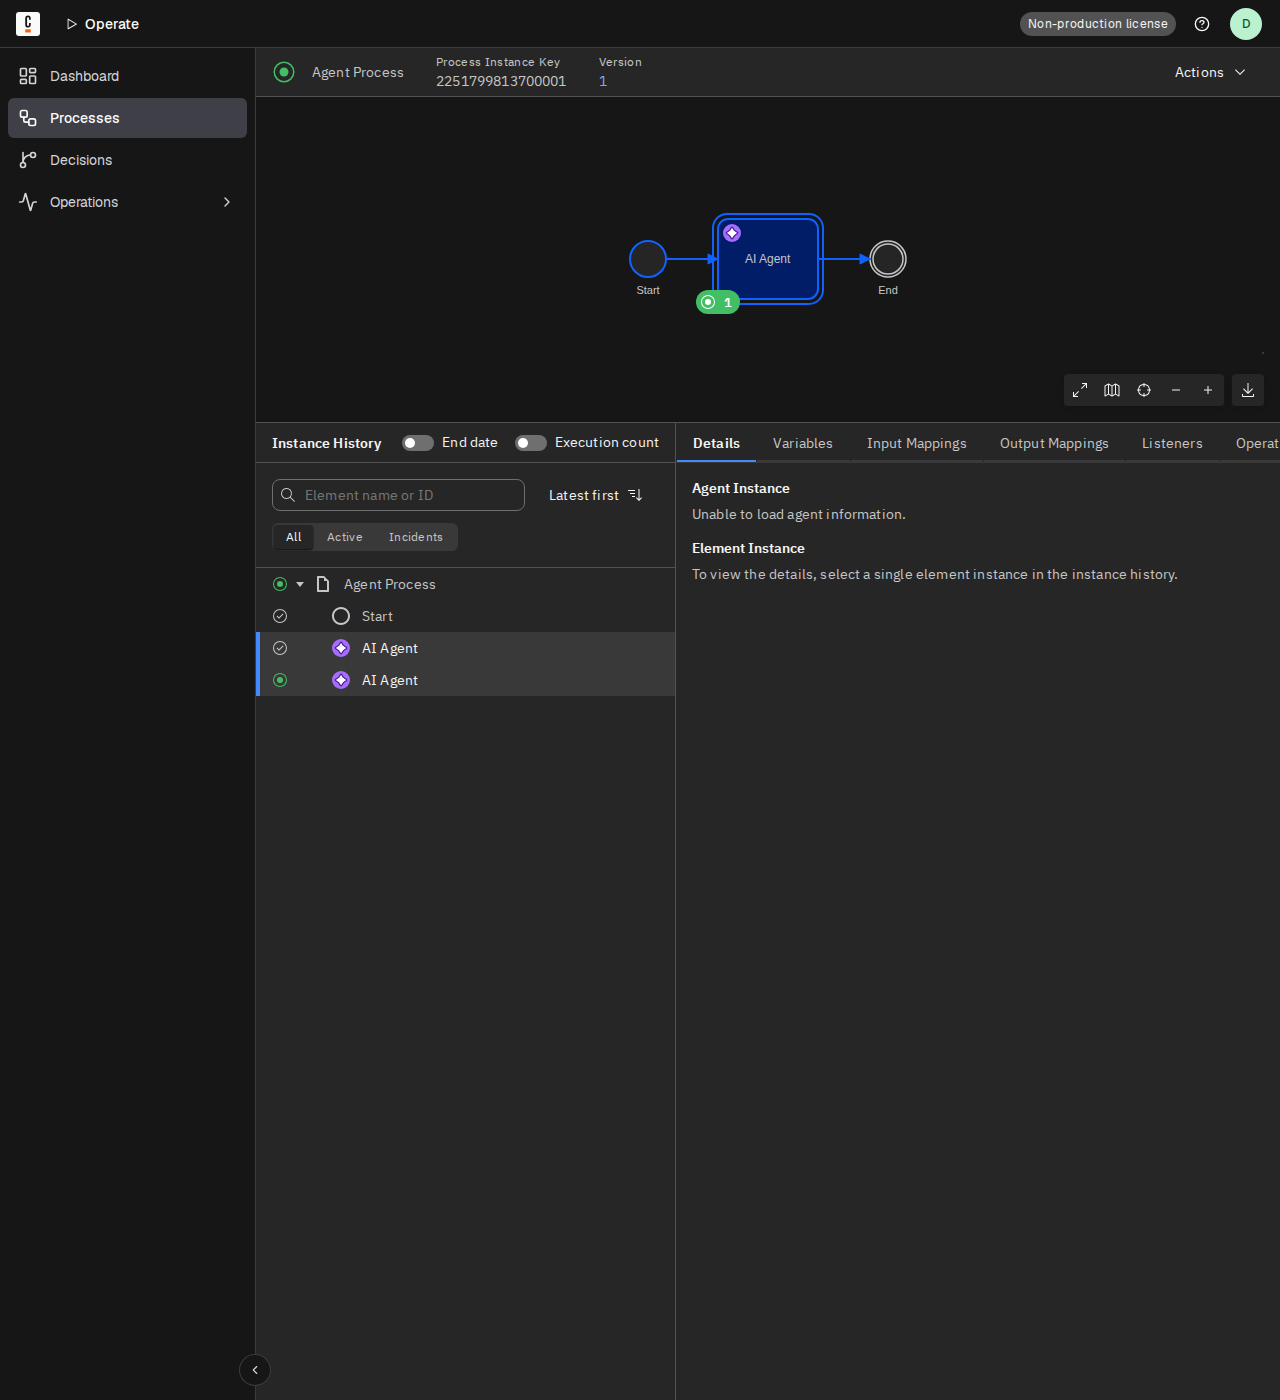 C
Operate
Non-production license
D
Dashboard
Processes
Decisions
Operations
Agent Process
Process Instance Key
2251799813700001
Version
1
Actions
AI Agent
Start
End
1
Instance History
End date
Execution count
Details
Variables
Input Mappings
Output Mappings
Listeners
Operat
Element name or ID
Latest first
All
Active
Incidents
Agent Instance
Unable to load agent information.
Element Instance
To view the details, select a single element instance in the instance history.
Agent Process
Start
AI Agent
AI Agent